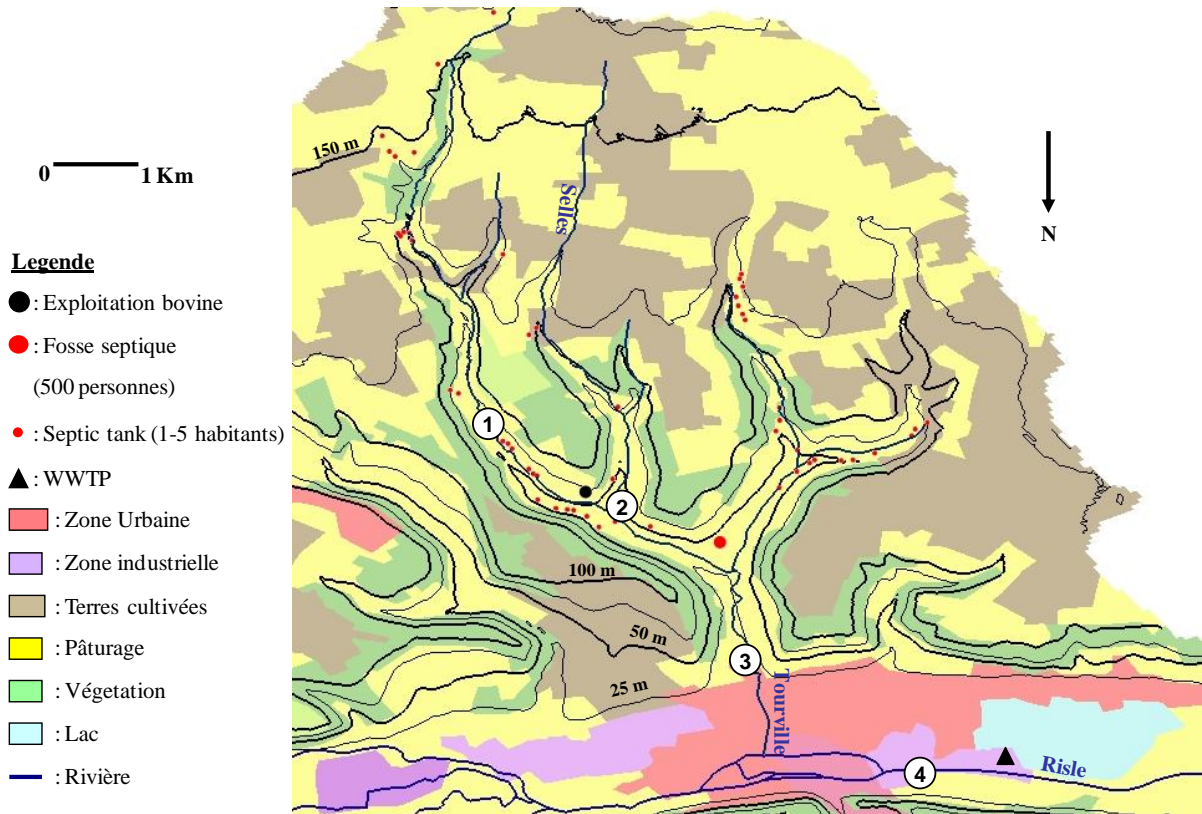 0 1 Km
Legende
: Exploitation bovine
: Fosse septique
(500 personnes)
: Septic tank (1-5 habitants)
: WWTP
: Zone Urbaine
: Zone industrielle
: Terres cultivées
: Pâturage
: Végetation
: Lac
: Rivière
150 m
Selles
N
1
2
100 m
50 m
3
25 m
Tourville
Risle
4